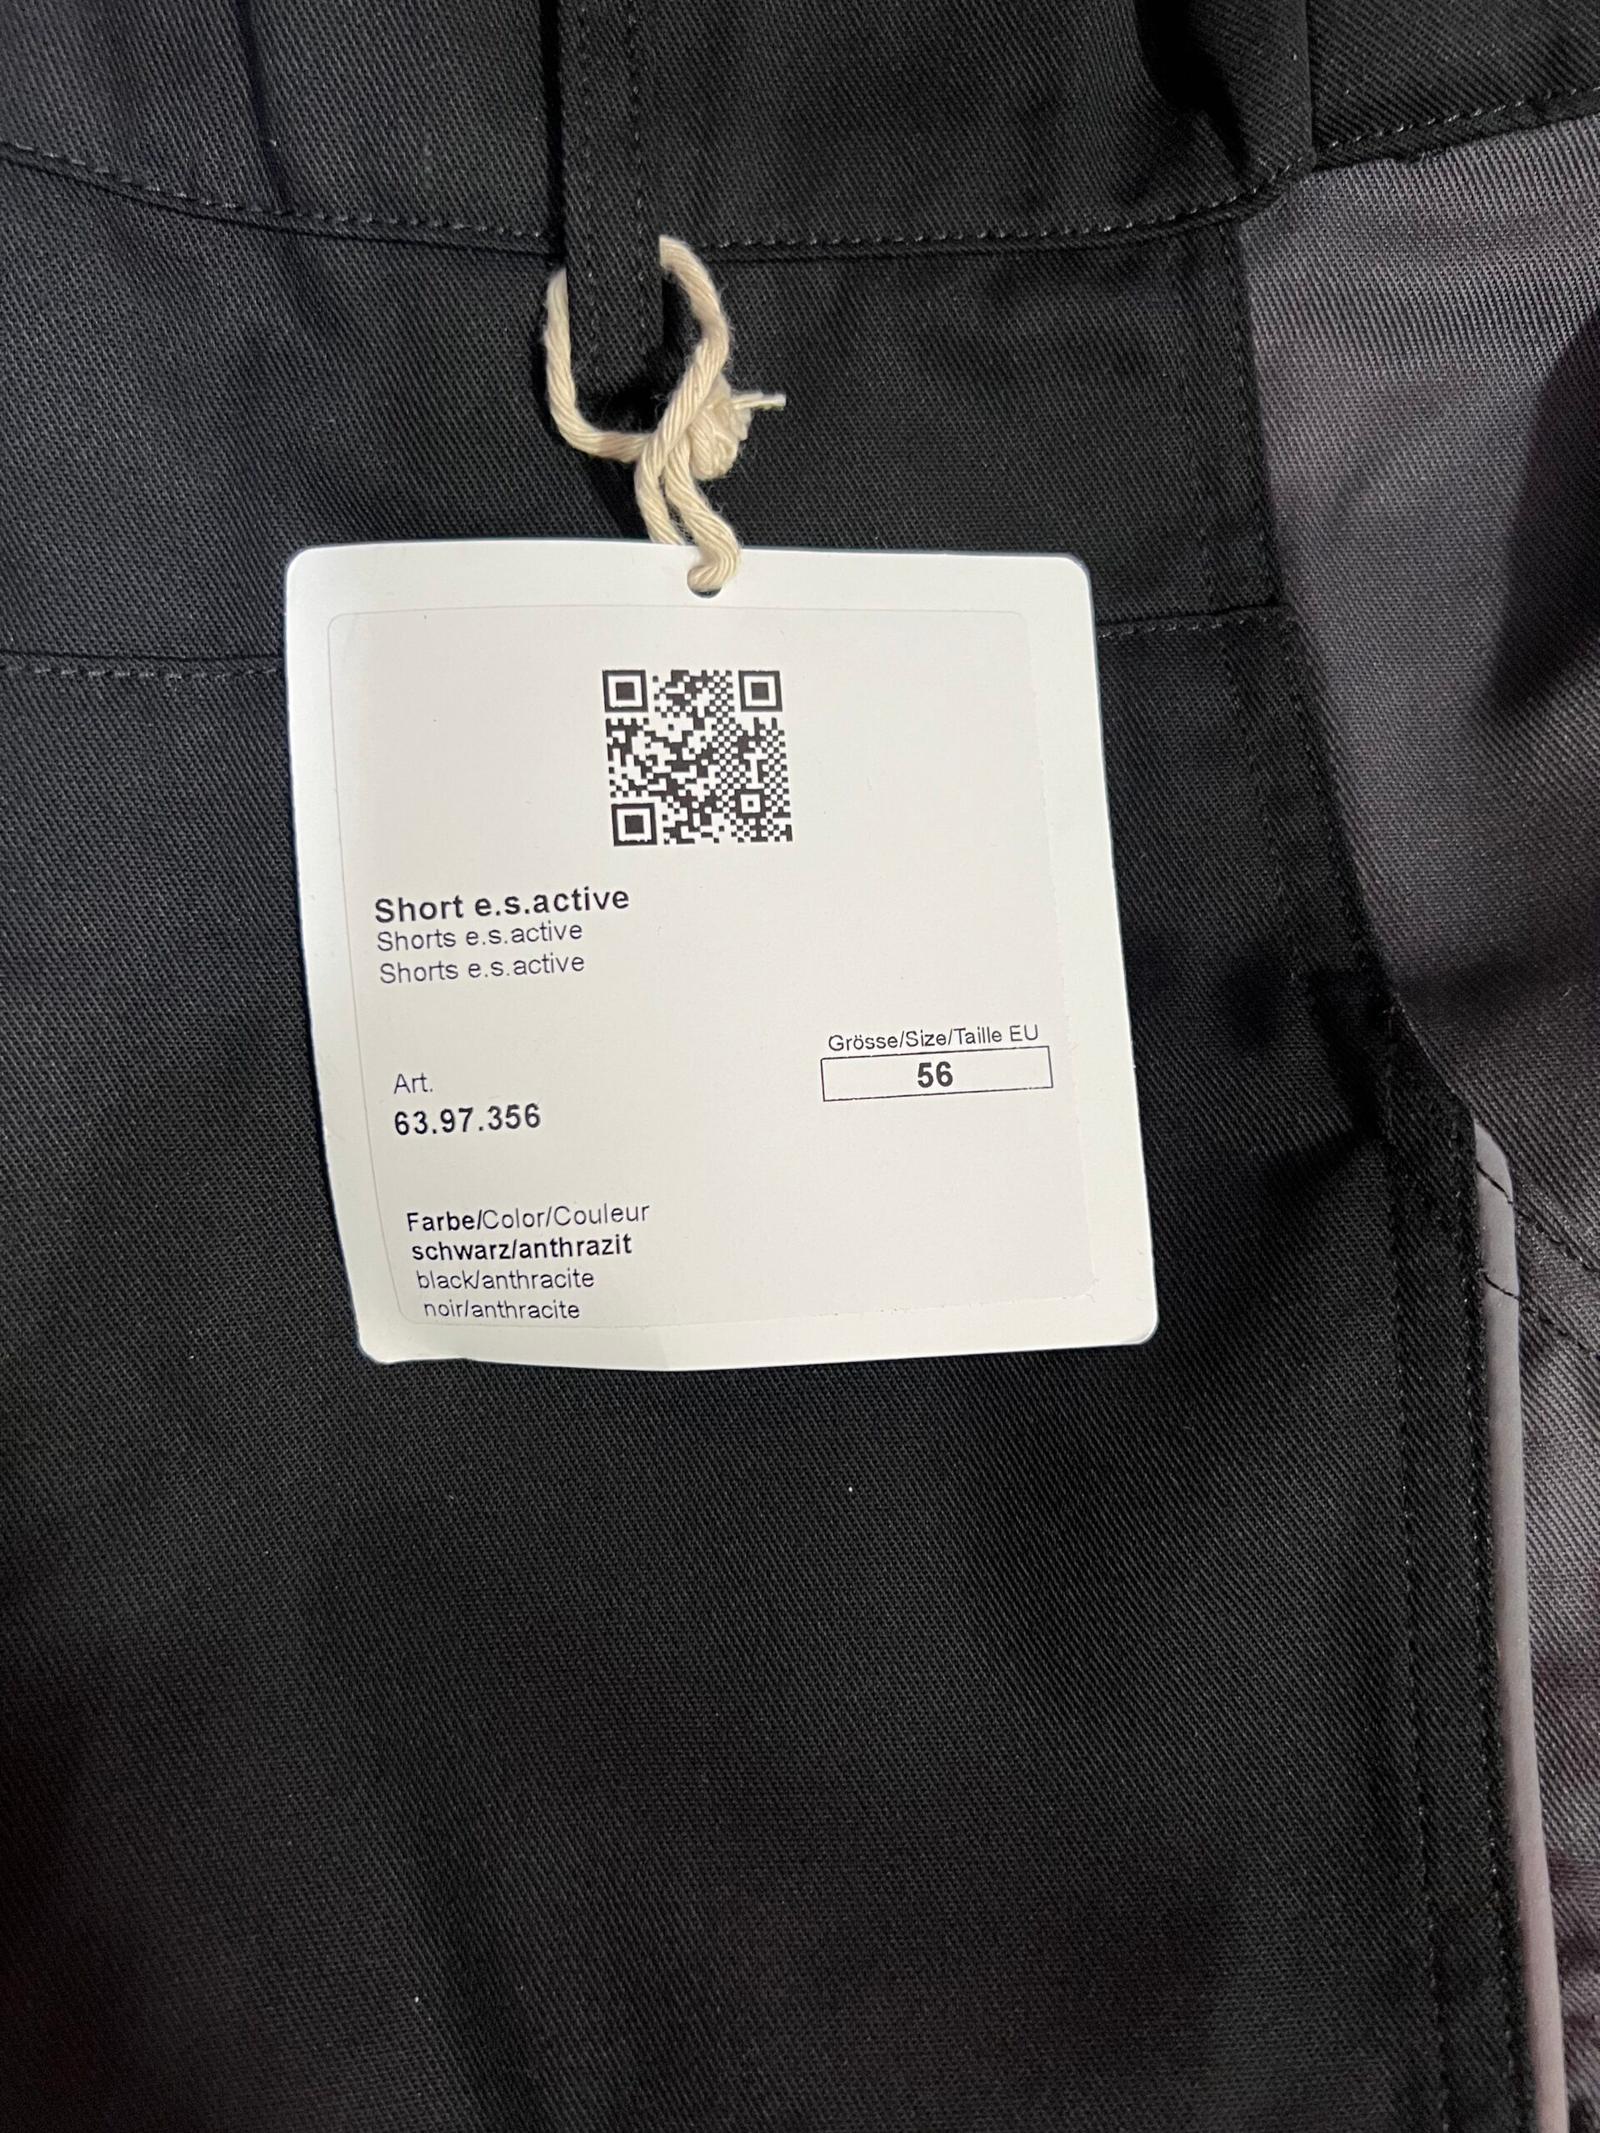 Short e.s.active
Shorts e.s.active
Shorts e.s.active
Grösse/Size/Taille EU
56
Art.
63.97.356
Farbe/Color/Couleur
schwarz/anthrazit
black/anthracite
noir/anthracite